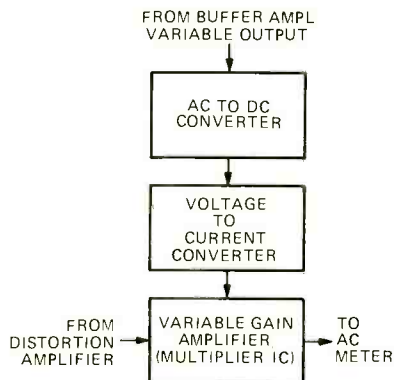 FROM BUFFER AMPL
VARIABLE OUTPUT
AC TO DC
CONVERTER
VOLTAGE
TO
CURRENT
CONVERTER
FROM
DISTORTION
AMPLIFIER
VARIABLE GAIN
AMPLIFIER
(MULTIPLIER IC)
TO
AC
METER